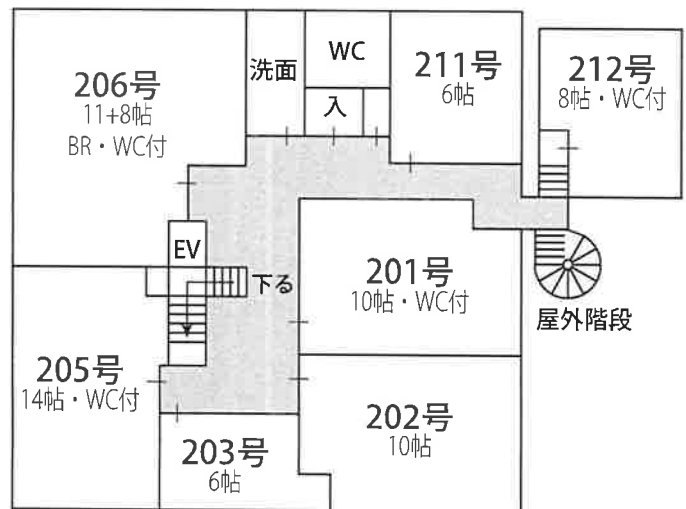 206号
11+8帖
BR・WC付
洗面
WC
入
211号
6帖
212号
8帖・WC付
EV
下る
201号
10帖・WC付
屋外階段
205号
14帖・WC付
202号
10帖
203号
6帖